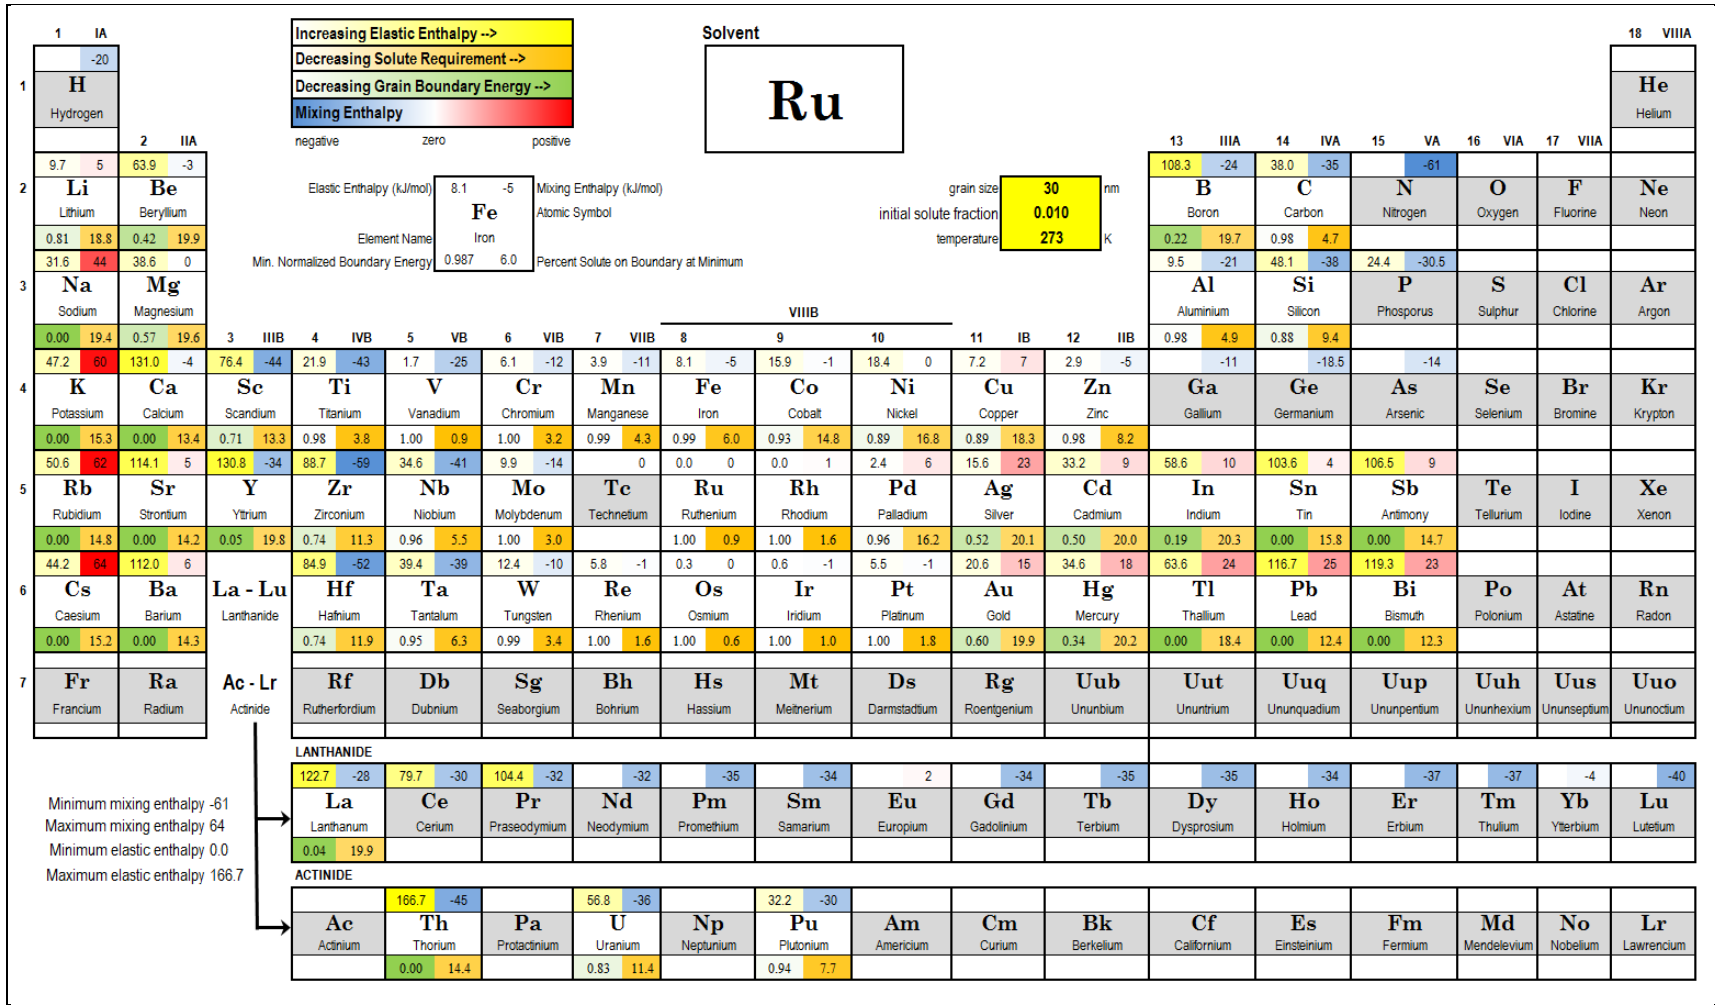 1 IA
Increasing Elastic Enthalpy -->
Solvent
18 VIIIA
-20
Decreasing Solute Requirement -->
1 H
Ru
He
Decreasing Grain Boundary Energy -->
Hydrogen
Mixing Enthalpy
Helium
2 IIA
negative zero positive
13 IIIA 14 IVA 15 VA 16 VIA 17 VIIA
9.7 5 63.9 -3
108.3 -24 38.0 -35 -61
2 Li Be
Elastic Enthalpy (kJ/mol) 8.1 -5 Mixing Enthalpy (kJ/mol)
grain size 30 nm
B C N O F Ne
Lithium Beryllium
Fe Atomic Symbol
initial solute fraction 0.010
Boron Carbon Nitrogen Oxygen Fluorine Neon
0.81 18.8 0.42 19.9
Element Name Iron
temperature 273 K
0.22 19.7 0.98 4.7
31.6 44 38.6 0
Min. Normalized Boundary Energy 0.987 6.0 Percent Solute on Boundary at Minimum
9.5 -21 48.1 -38 24.4 -30.5
3 Na Mg Al Si P S Cl Ar
Sodium Magnesium Aluminium Silicon Phosporus Sulphur Chlorine Argon
VIIIB
0.00 19.4 0.57 19.6 3 IIIB 4 IVB 5 VB 6 VIB 7 VIIB 8 9 10 11 IB 12 IIB 0.98 4.9 0.88 9.4
47.2 60 131.0 -4 76.4 -44 21.9 -43 1.7 -25 6.1 -12 3.9 -11 8.1 -5 15.9 -1 18.4 0 7.2 7 2.9 -5 -11 -18.5 -14
4 K Ca Sc Ti V Cr Mn Fe Co Ni Cu Zn Ga Ge As Se Br Kr
Potassium Calcium Scandium Titanium Vanadium Chromium Manganese Iron Cobalt Nickel Copper Zinc Gallium Germanium Arsenic Selenium Bromine Krypton
0.00 15.3 0.00 13.4 0.71 13.3 0.98 3.8 1.00 0.9 1.00 3.2 0.99 4.3 0.99 6.0 0.93 14.8 0.89 16.8 0.89 18.3 0.98 8.2
50.6 62 114.1 5 130.8 -34 88.7 -59 34.6 -41 9.9 -14 0 0.0 0 0.0 1 2.4 6 15.6 23 33.2 9 58.6 10 103.6 4 106.5 9
5 Rb Sr Y Zr Nb Mo Tc Ru Rh Pd Ag Cd In Sn Sb Te I Xe
Rubidium Strontium Yttrium Zirconium Niobium Molybdenum Technetium Ruthenium Rhodium Palladium Silver Cadmium Indium Tin Antimony Tellurium Iodine Xenon
0.00 14.8 0.00 14.2 0.05 19.8 0.74 11.3 0.96 5.5 1.00 3.0 1.00 0.9 1.00 1.6 0.96 16.2 0.52 20.1 0.50 20.0 0.19 20.3 0.00 15.8 0.00 14.7
44.2 64 112.0 6 84.9 -52 39.4 -39 12.4 -10 5.8 -1 0.3 0 0.6 -1 5.5 -1 20.6 15 34.6 18 63.6 24 116.7 25 119.3 23
6 Cs Ba La - Lu Hf Ta W Re Os Ir Pt Au Hg Tl Pb Bi Po At Rn
Caesium Barium Lanthanide Hafnium Tantalum Tungsten Rhenium Osmium Iridium Platinum Gold Mercury Thallium Lead Bismuth Polonium Astatine Radon
0.00 15.2 0.00 14.3 0.74 11.9 0.95 6.3 0.99 3.4 1.00 1.6 1.00 0.6 1.00 1.0 1.00 1.8 0.60 19.9 0.34 20.2 0.00 18.4 0.00 12.4 0.00 12.3
7 Fr Ra Ac - Lr Rf Db Sg Bh Hs Mt Ds Rg Uub Uut Uuq Uup Uuh Uus Uuo
Francium Radium Actinide Rutherfordium Dubnium Seaborgium Bohrium Hassium Meitnerium Darmstadtium Roentgenium Ununbium Ununtrium Ununquadium Ununpentium Ununhexium Ununseptium Ununoctium
LANTHANIDE
122.7 -28 79.7 -30 104.4 -32 -32 -35 -34 2 -34 -35 -35 -34 -37 -37 -4 -40
La Ce Pr Nd Pm Sm Eu Gd Tb Dy Ho Er Tm Yb Lu
Lanthanum Cerium Praseodymium Neodymium Promethium Samarium Europium Gadolinium Terbium Dysprosium Holmium Erbium Thulium Ytterbium Lutetium
0.04 19.9
Minimum mixing enthalpy -61
Maximum mixing enthalpy 64
Minimum elastic enthalpy 0.0
Maximum elastic enthalpy 166.7
ACTINIDE
166.7 -45 56.8 -36 32.2 -30
Ac Th Pa U Np Pu Am Cm Bk Cf Es Fm Md No Lr
Actinium Thorium Protactinium Uranium Neptunium Plutonium Americium Curium Berkelium Californium Einsteinium Fermium Mendelevium Nobelium Lawrencium
0.00 14.4 0.83 11.4 0.94 7.7